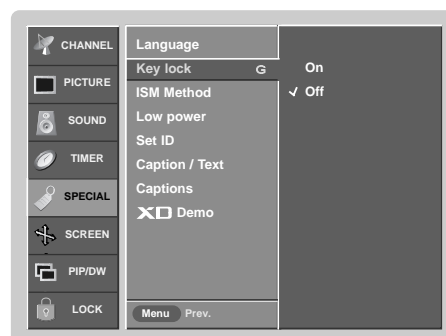 CHANNEL
PICTURE
SOUND
TIMER
SPECIAL
SCREEN
PIP/DW
LOCK
Language
Key lock G
ISM Method
Low power
Set ID
Caption / Text
Captions
XD Demo
Menu Prev.
On
✓ Off